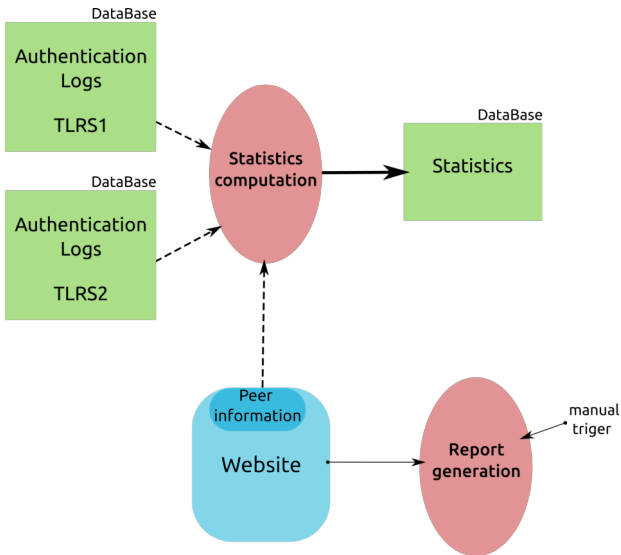 DataBase
Authentication
Logs
TLRS1
DataBase
Authentication
Logs
TLRS2
Statistics
computation
DataBase
Statistics
Peer
information
Website
Report
generation
manual
triger